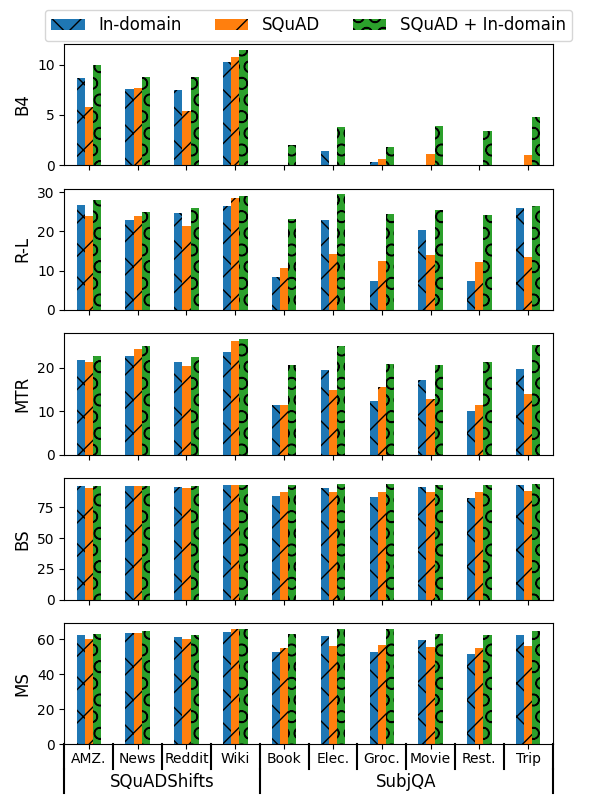 In-domain SQuAD SQuAD + In-domain
B4
10
5
0
R-L
30
20
10
0
MTR
20
10
0
BS
75
50
25
0
MS
60
40
20
0
AMZ. News Reddit Wiki Book Elec. Groc. Movie Rest. Trip
SQuADShifts SubjQA